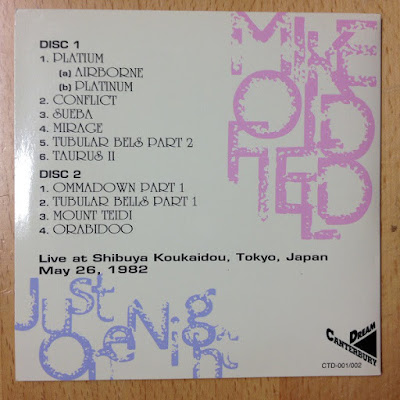 MIKE
OLD
FIELD
DISC 1
1. PLATIUM
(a) AIRBORNE
(b) PLATINUM
2. CONFLICT
3. SUEBA
4. MIRAGE
5. TUBULAR BELS PART 2
6. TAURUS II
DISC 2
1. OMMADOWN PART 1
2. TUBULAR BELLS PART 1
3. MOUNT TEIDI
4. ORABIDOO
Live at Shibuya Koukaidou, Tokyo, Japan
May 26, 1982
Just
One Night
DREAM
CANTERBURY
CTD-001/002